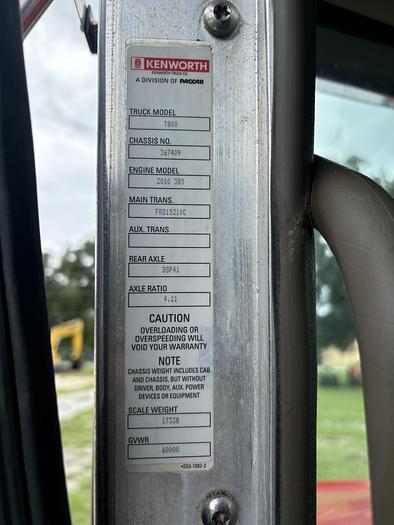 KENWORTH
KENWORTH TRUCK CO.
A DIVISION OF PACCAR
TRUCK MODEL
T800
CHASSIS NO.
367409
ENGINE MODEL
2010 385
MAIN TRANS.
FRO15210C
AUX. TRANS
REAR AXLE
DSP41
AXLE RATIO
4.11
CAUTION
OVERLOADING OR
OVERSPEEDING WILL
VOID YOUR WARRANTY
NOTE
CHASSIS WEIGHT INCLUDES CAB
AND CHASSIS, BUT WITHOUT
DRIVER, BODY, AUX. POWER
DEVICES OR EQUIPMENT
SCALE WEIGHT
17338
GVWR
60000
•S53-1092-2